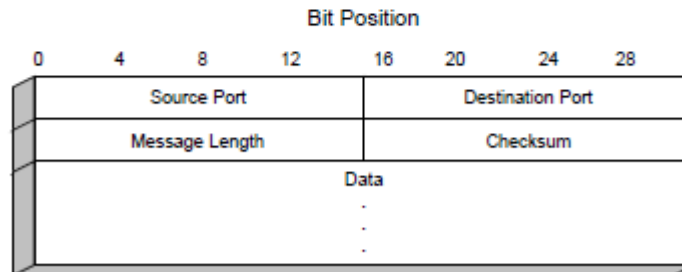 Bit Position
0 4 8 12 16 20 24 28
Source Port Destination Port
Message Length Checksum
Data
.
.
.